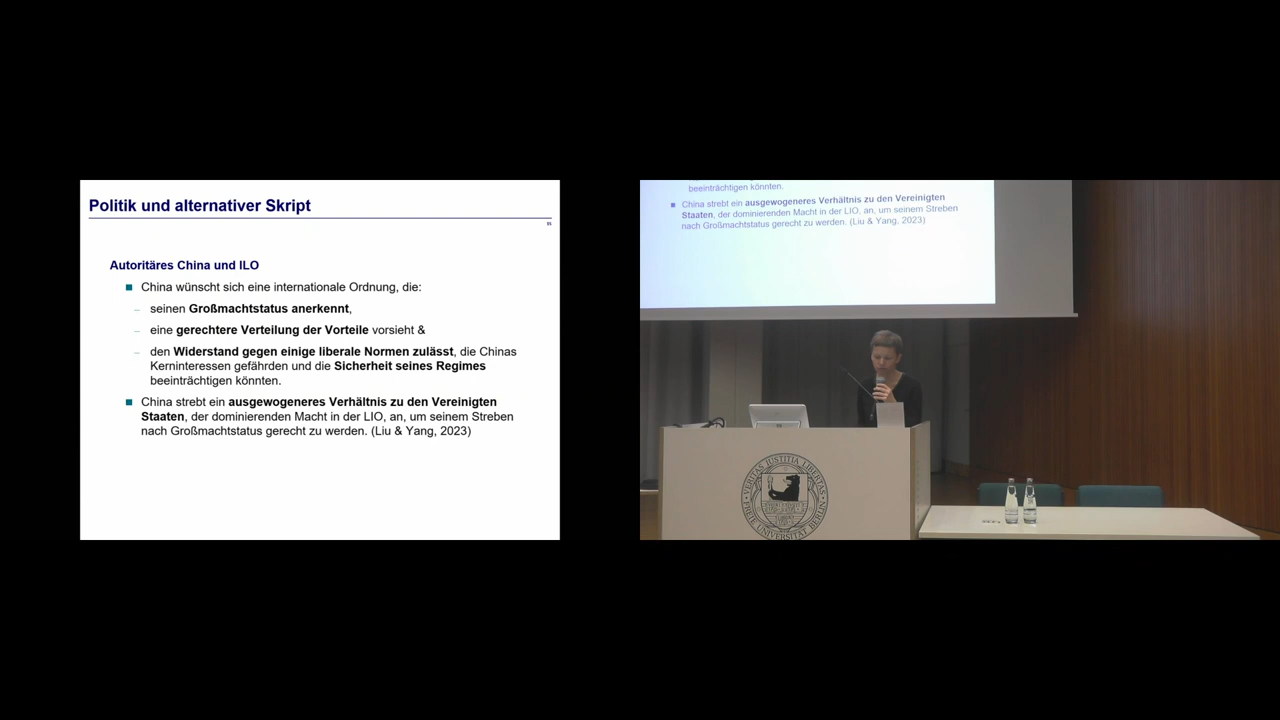 Politik und alternativer Skript
Autoritäres China und ILO
China wünscht sich eine internationale Ordnung, die:
– seinen Großmachtstatus anerkennt,
– eine gerechtere Verteilung der Vorteile vorsieht &
– den Widerstand gegen einige liberale Normen zulässt, die Chinas
Kerninteressen gefährden und die Sicherheit seines Regimes
beeinträchtigen könnten.
China strebt ein ausgewogeneres Verhältnis zu den Vereinigten
Staaten, der dominierenden Macht in der LIO, an, um seinem Streben
nach Großmachtstatus gerecht zu werden. (Liu & Yang, 2023)
beeinträchtigen könnten.
China strebt ein ausgewogeneres Verhältnis zu den Vereinigten
Staaten, der dominierenden Macht in der LIO, an, um seinem Streben
nach Großmachtstatus gerecht zu werden. (Liu & Yang, 2023)
VERITAS JUSTITIA LIBERTAS
FREIE UNIVERSITÄT BERLIN